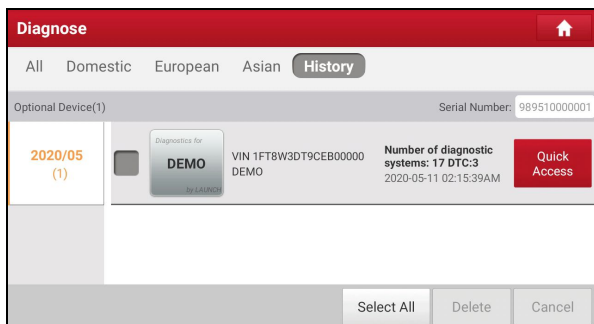 Diagnose
All Domestic European Asian History
Optional Device(1) Serial Number: 989510000001
2020/05
(1)
Diagnostics for
DEMO
by LAUNCH
VIN 1FT8W3DT9CEB00000
DEMO
Number of diagnostic
systems: 17 DTC:3
2020-05-11 02:15:39AM
Quick
Access
Select All Delete Cancel